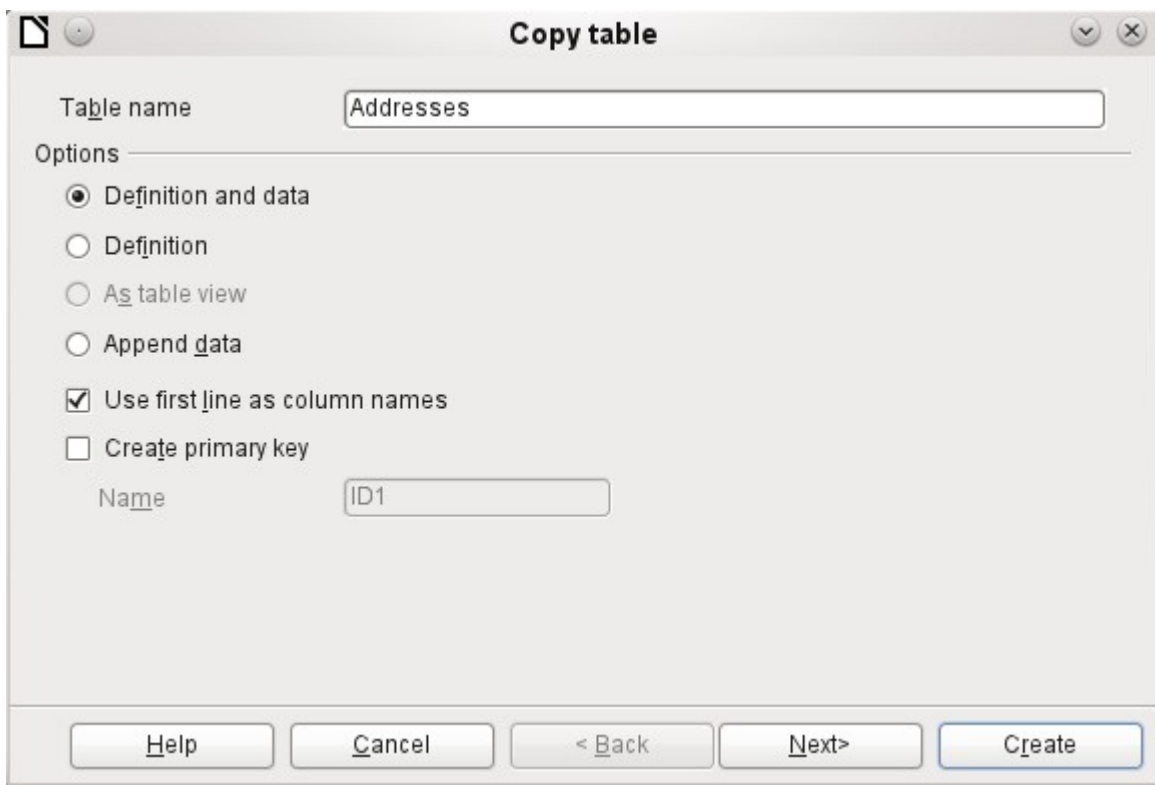 Copy table
Table name Addresses
Options
Definition and data
Definition
As table view
Append data
Use first line as column names
Create primary key
Name ID1
Help Cancel < Back Next> Create